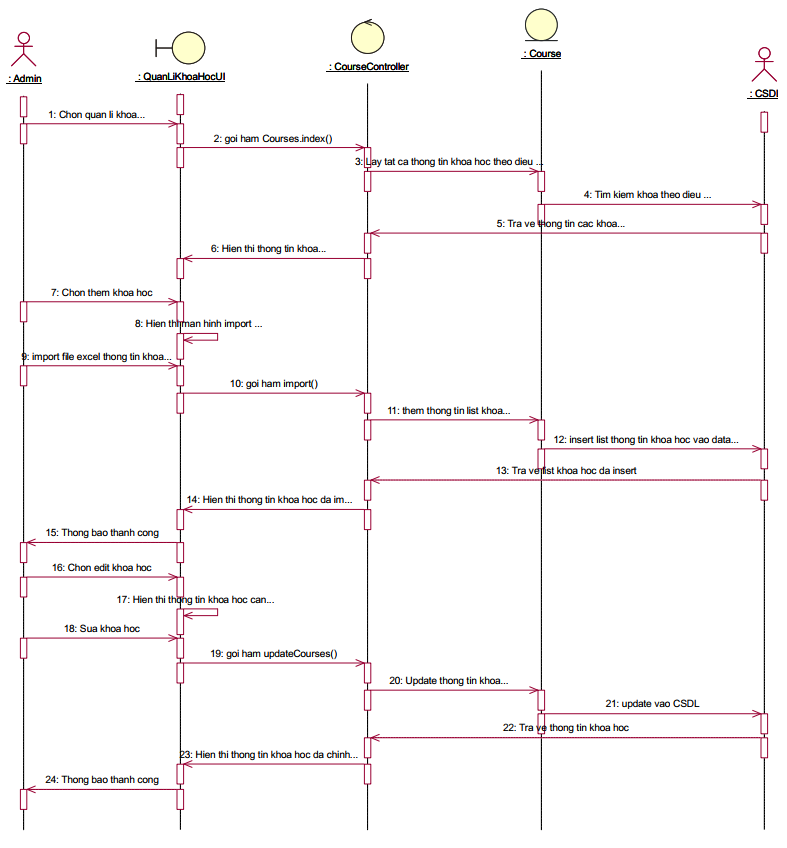 : Admin
: QuanLiKhoaHocUI
: CourseController
: Course
: CSDl
1: Chon quan li khoa...
2: goi ham Courses.index()
3: Lay tat ca thong tin khoa hoc theo dieu ...
4: Tim kiem khoa theo dieu ...
5: Tra ve thong tin cac khoa...
6: Hien thi thong tin khoa...
7: Chon them khoa hoc
8: Hien thi man hinh import ...
9: import file excel thong tin khoa...
10: goi ham import()
11: them thong tin list khoa...
12: insert list thong tin khoa hoc vao data...
13: Tra ve list khoa hoc da insert
14: Hien thi thong tin khoa hoc da im...
15: Thong bao thanh cong
16: Chon edit khoa hoc
17: Hien thi thong tin khoa hoc can...
18: Sua khoa hoc
19: goi ham updateCourses()
20: Update thong tin khoa...
21: update vao CSDL
22: Tra ve thong tin khoa hoc
23: Hien thi thong tin khoa hoc da chinh...
24: Thong bao thanh cong